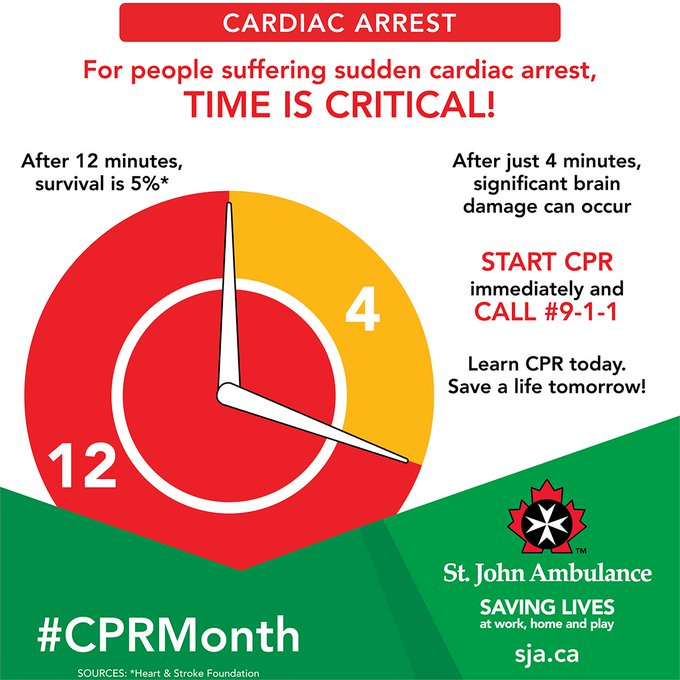 CARDIAC ARREST
For people suffering sudden cardiac arrest,
TIME IS CRITICAL!
After 12 minutes,
survival is 5%*
After just 4 minutes,
significant brain
damage can occur
START CPR
immediately and
CALL #9-1-1
Learn CPR today.
Save a life tomorrow!
4
12
TM
St. John Ambulance
SAVING LIVES
at work, home and play
sja.ca
#CPRMonth
SOURCES: *Heart & Stroke Foundation